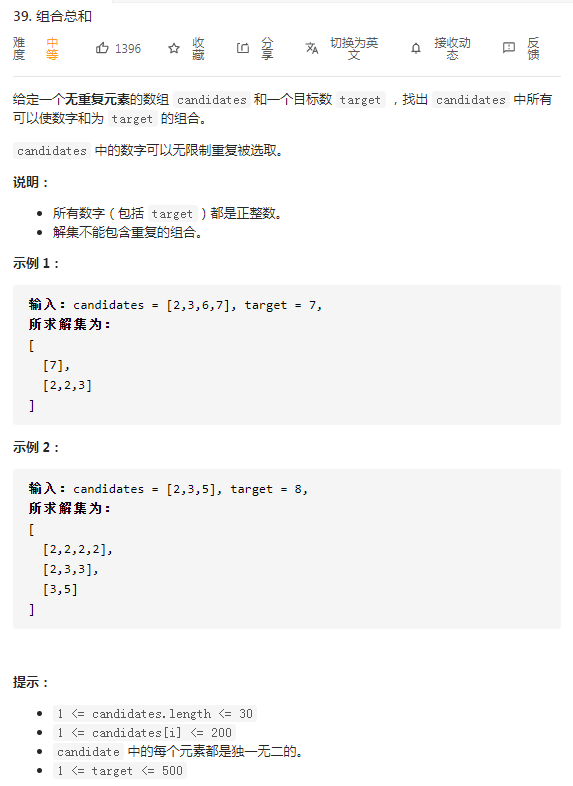 39. 组合总和
难度 中等 1396 收藏 分享 切换为英文 接收动态 反馈
给定一个无重复元素的数组 candidates 和一个目标数 target ，找出 candidates 中所有
可以使数字和为 target 的组合。
candidates 中的数字可以无限制重复被选取。
说明：
所有数字（包括 target）都是正整数。
解集不能包含重复的组合。
示例 1：
输入：candidates = [2,3,6,7], target = 7,
所求解集为：
[
[7],
[2,2,3]
]
示例 2：
输入：candidates = [2,3,5], target = 8,
所求解集为：
[
[2,2,2,2],
[2,3,3],
[3,5]
]
提示：
1 <= candidates.length <= 30
1 <= candidates[i] <= 200
candidate 中的每个元素都是独一无二的。
1 <= target <= 500